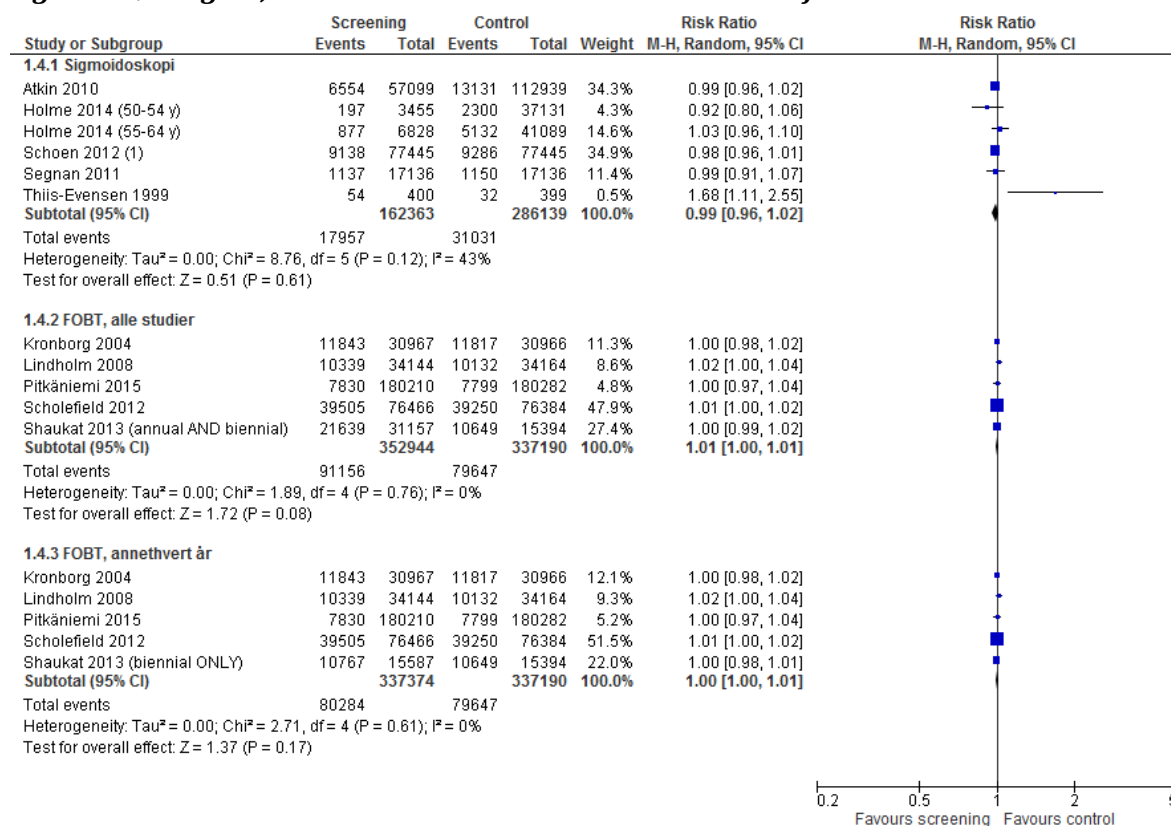 Screening Control Risk Ratio Risk Ratio
Study or Subgroup Events Total Events Total Weight M-H, Random, 95% CI M-H, Random, 95% CI
1.4.1 Sigmoidoskopi
Atkin 2010 6554 57099 13131 112939 34.3% 0.99 [0.96, 1.02]
Holme 2014 (50-54 y) 197 3455 2300 37131 4.3% 0.92 [0.80, 1.06]
Holme 2014 (55-64 y) 877 6828 5132 41089 14.6% 1.03 [0.96, 1.10]
Schoen 2012 (1) 9138 77445 9286 77445 34.9% 0.98 [0.96, 1.01]
Segnan 2011 1137 17136 1150 17136 11.4% 0.99 [0.91, 1.07]
Thiis-Evensen 1999 54 400 32 399 0.5% 1.68 [1.11, 2.55]
Subtotal (95% CI) 162363 286139 100.0% 0.99 [0.96, 1.02]
Total events 17957 31031
Heterogeneity: Tau² = 0.00; Chi² = 8.76, df = 5 (P = 0.12); I² = 43%
Test for overall effect: Z = 0.51 (P = 0.61)
1.4.2 FOBT, alle studier
Kronborg 2004 11843 30967 11817 30966 11.3% 1.00 [0.98, 1.02]
Lindholm 2008 10339 34144 10132 34164 8.6% 1.02 [1.00, 1.04]
Pitkäniemi 2015 7830 180210 7799 180282 4.8% 1.00 [0.97, 1.04]
Scholefield 2012 39505 76466 39250 76384 47.9% 1.01 [1.00, 1.02]
Shaukat 2013 (annual AND biennial) 21639 31157 10649 15394 27.4% 1.00 [0.99, 1.02]
Subtotal (95% CI) 352944 337190 100.0% 1.01 [1.00, 1.01]
Total events 91156 79647
Heterogeneity: Tau² = 0.00; Chi² = 1.89, df = 4 (P = 0.76); I² = 0%
Test for overall effect: Z = 1.72 (P = 0.08)
1.4.3 FOBT, annethvert år
Kronborg 2004 11843 30967 11817 30966 12.1% 1.00 [0.98, 1.02]
Lindholm 2008 10339 34144 10132 34164 9.3% 1.02 [1.00, 1.04]
Pitkäniemi 2015 7830 180210 7799 180282 5.2% 1.00 [0.97, 1.04]
Scholefield 2012 39505 76466 39250 76384 51.5% 1.01 [1.00, 1.02]
Shaukat 2013 (biennial ONLY) 10767 15587 10649 15394 22.0% 1.00 [0.98, 1.01]
Subtotal (95% CI) 337374 337190 100.0% 1.00 [1.00, 1.01]
Total events 80284 79647
Heterogeneity: Tau² = 0.00; Chi² = 2.71, df = 4 (P = 0.61); I² = 0%
Test for overall effect: Z = 1.37 (P = 0.17)
0.2 0.5 1 2
Favours screening Favours control